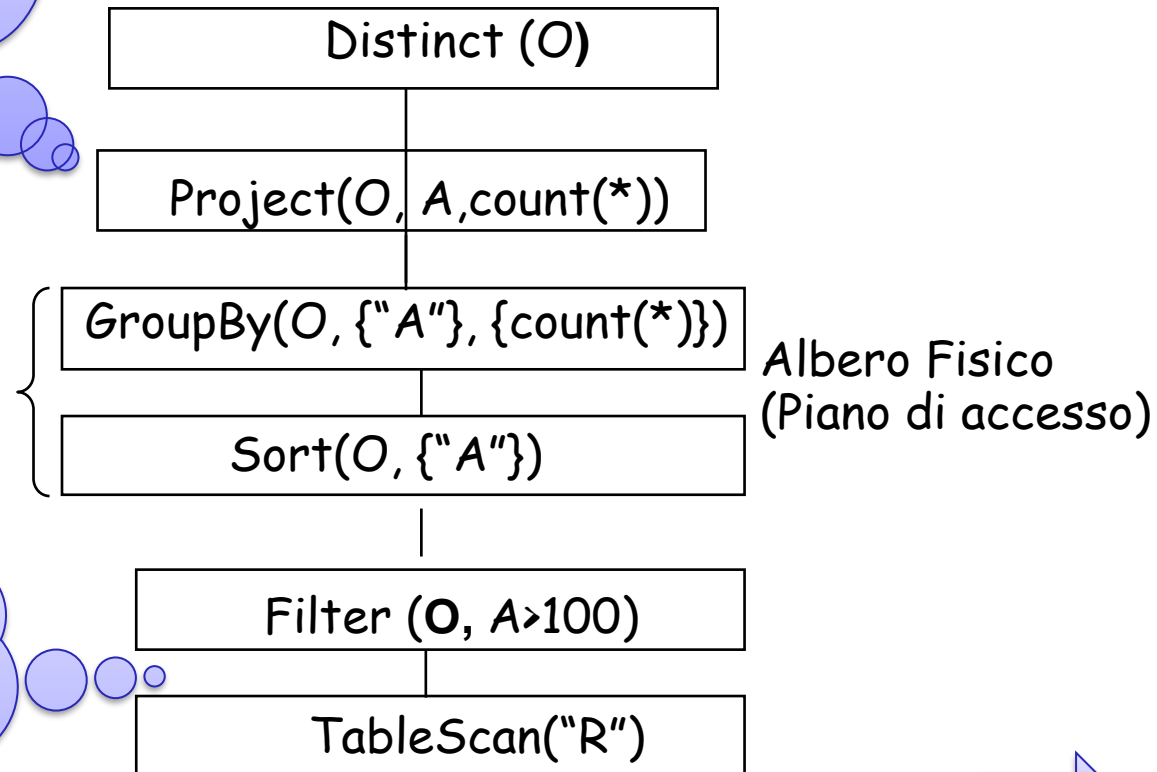 Distinct (O)
Project(O, A,count(*))
GroupBy(O, {“A”}, {count(*)})
Albero Fisico
(Piano di accesso)
Sort(O, {“A”})
Filter (O, A>100)
TableScan(“R”)